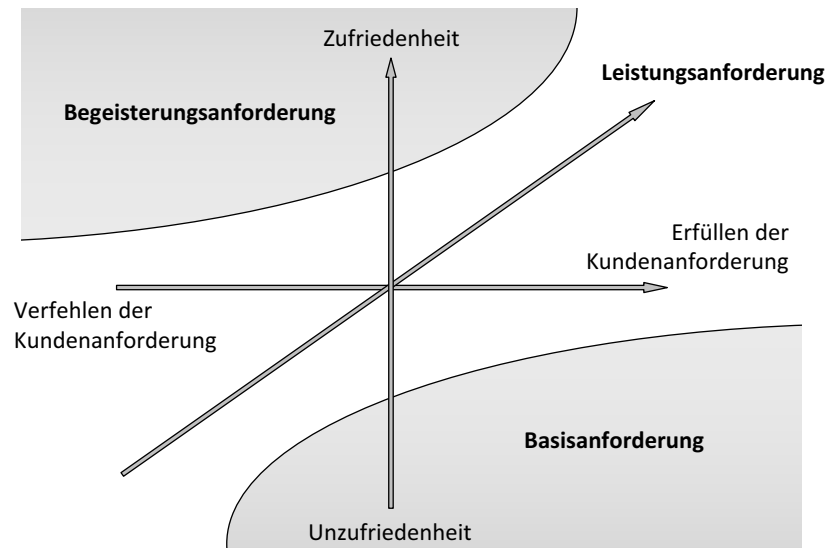 Zufriedenheit
Leistungsanforderung
Begeisterungsanforderung
Erfüllen der
Kundenanforderung
Verfehlen der
Kundenanforderung
Basisanforderung
Unzufriedenheit